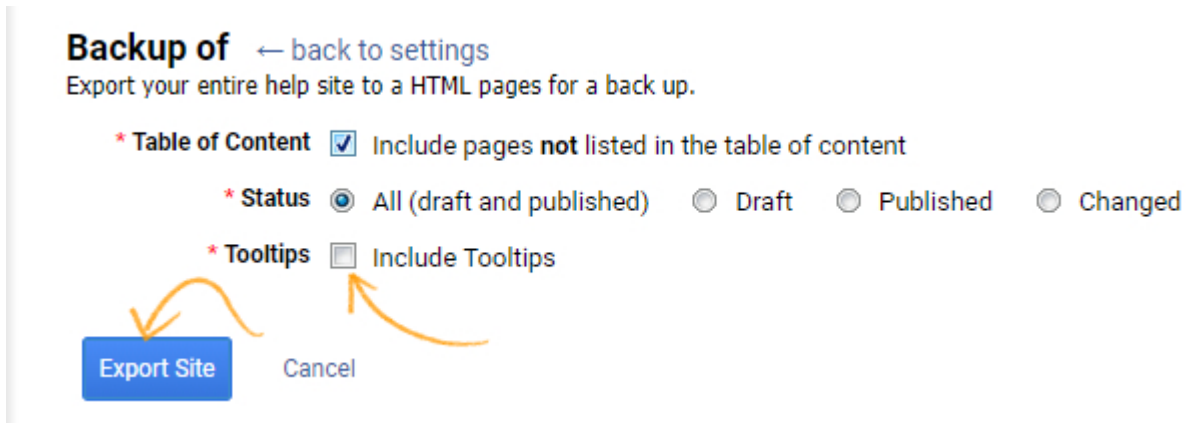 Backup of ← back to settings
Export your entire help site to a HTML pages for a back up.
* Table of Content Include pages not listed in the table of content
* Status All (draft and published) Draft Published Changed
* Tooltips Include Tooltips
Export Site Cancel